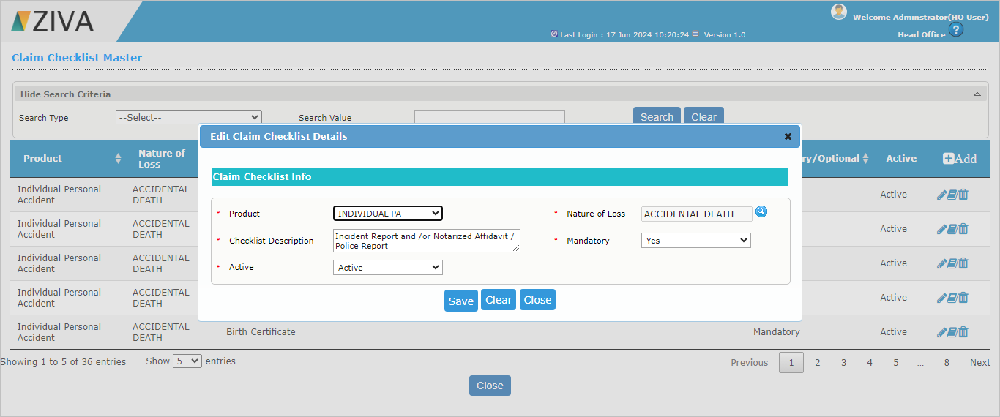 ZIVA
Welcome Adminstrator(HO User)
Last Login : 17 Jun 2024 10:20:24 Version 1.0
Head Office ?
Claim Checklist Master
Hide Search Criteria
Search Type --Select-- Search Value Search Clear
Edit Claim Checklist Details
Product Nature of Loss ry/Optional Active Add
Claim Checklist Info
Individual Personal Accident ACCIDENTAL DEATH Active
* Product INDIVIDUAL PA * Nature of Loss ACCIDENTAL DEATH
Individual Personal Accident ACCIDENTAL DEATH Active
* Checklist Description Incident Report and /or Notarized Affidavit /
Police Report
* Mandatory Yes
Individual Personal Accident ACCIDENTAL DEATH Active
* Active Active
Individual Personal Accident ACCIDENTAL DEATH Active
Save Clear Close
Individual Personal Accident ACCIDENTAL DEATH Birth Certificate Mandatory Active
Showing 1 to 5 of 36 entries Show 5 entries Previous 1 2 3 4 5 ... 8 Next
Close